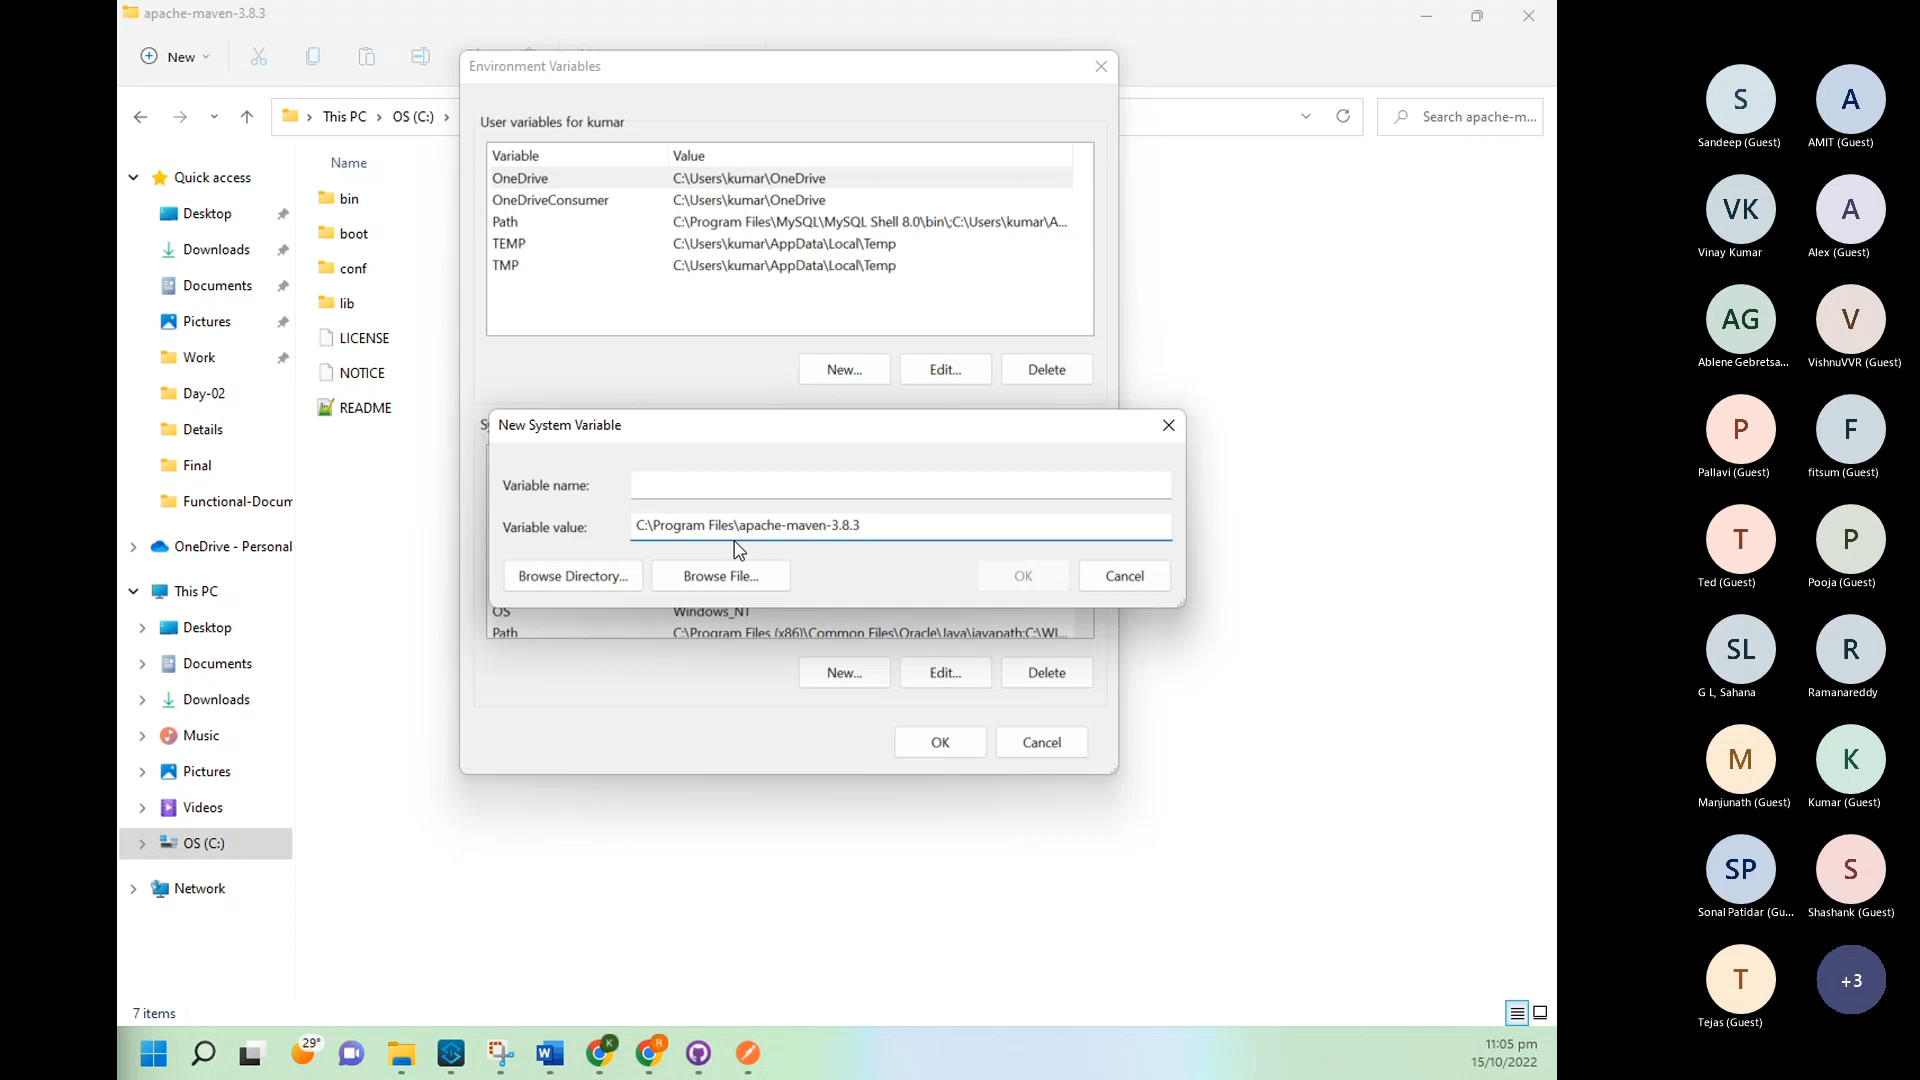 apache-maven-3.8.3
New
Environment Variables
This PC
OS (C:)
Search apache-m...
User variables for kumar
Variable Value
OneDrive C:\Users\kumar\OneDrive
OneDriveConsumer C:\Users\kumar\OneDrive
Path C:\Program Files\MySQL\MySQL Shell 8.0\bin\;C:\Users\kumar\A...
TEMP C:\Users\kumar\AppData\Local\Temp
TMP C:\Users\kumar\AppData\Local\Temp
New... Edit... Delete
New System Variable
Variable name:
Variable value: C:\Program Files\apache-maven-3.8.3
Browse Directory... Browse File... OK Cancel
OS Windows_NT
Path C:\Program Files (x86)\Common Files\Oracle\Java\javapath;C:\WI...
New... Edit... Delete
OK Cancel
Name
bin
boot
conf
lib
LICENSE
NOTICE
README
Quick access
Desktop
Downloads
Documents
Pictures
Work
Day-02
Details
Final
Functional-Docum
OneDrive - Personal
This PC
Desktop
Documents
Downloads
Music
Pictures
Videos
OS (C:)
Network
7 items
29°
K
R
11:05 pm
15/10/2022
S A
Sandeep (Guest) AMIT (Guest)
VK A
Vinay Kumar Alex (Guest)
AG V
Ablene Gebretsa... VishnuVVR (Guest)
P F
Pallavi (Guest) fitsum (Guest)
T P
Ted (Guest) Pooja (Guest)
SL R
G L, Sahana Ramanareddy
M K
Manjunath (Guest) Kumar (Guest)
SP S
Sonal Patidar (Gu... Shashank (Guest)
T +3
Tejas (Guest)